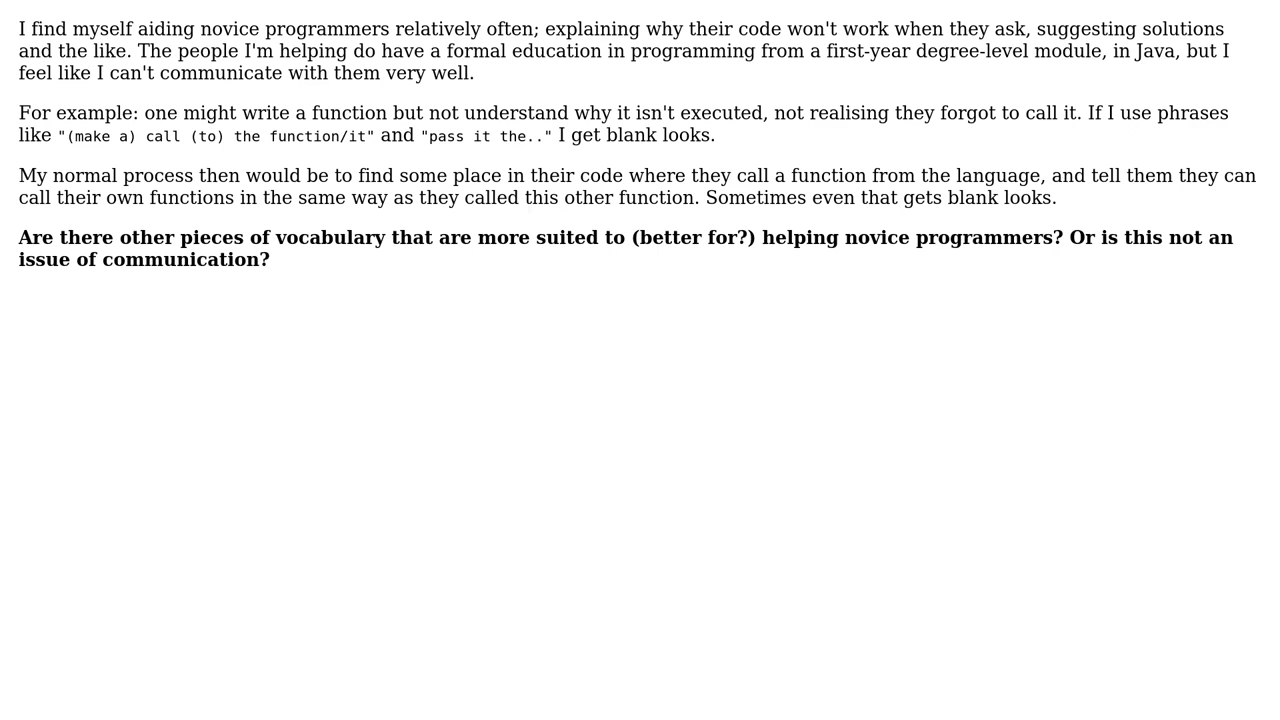 I find myself aiding novice programmers relatively often; explaining why their code won't work when they ask, suggesting solutions
and the like. The people I'm helping do have a formal education in programming from a first-year degree-level module, in Java, but I
feel like I can't communicate with them very well.
For example: one might write a function but not understand why it isn't executed, not realising they forgot to call it. If I use phrases
like "(make a) call (to) the function/it" and "pass it the.." I get blank looks.
My normal process then would be to find some place in their code where they call a function from the language, and tell them they can
call their own functions in the same way as they called this other function. Sometimes even that gets blank looks.
Are there other pieces of vocabulary that are more suited to (better for?) helping novice programmers? Or is this not an
issue of communication?